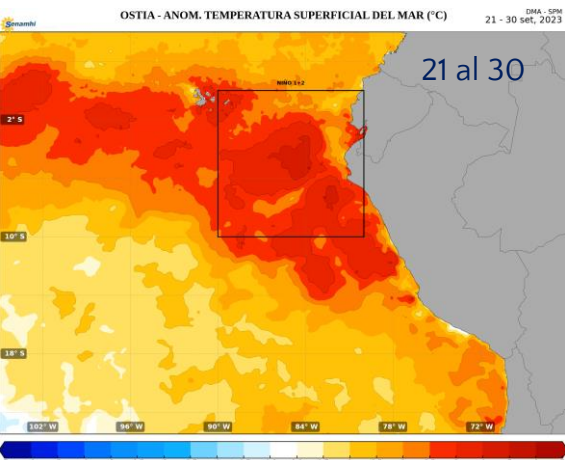 Senamhi
OSTIA - ANOM. TEMPERATURA SUPERFICIAL DEL MAR (°C)
DMA - SPM
21 - 30 set, 2023
21 al 30
NIÑO 1+2
2° S
10° S
18° S
102° W
96° W
90° W
84° W
78° W
72° W